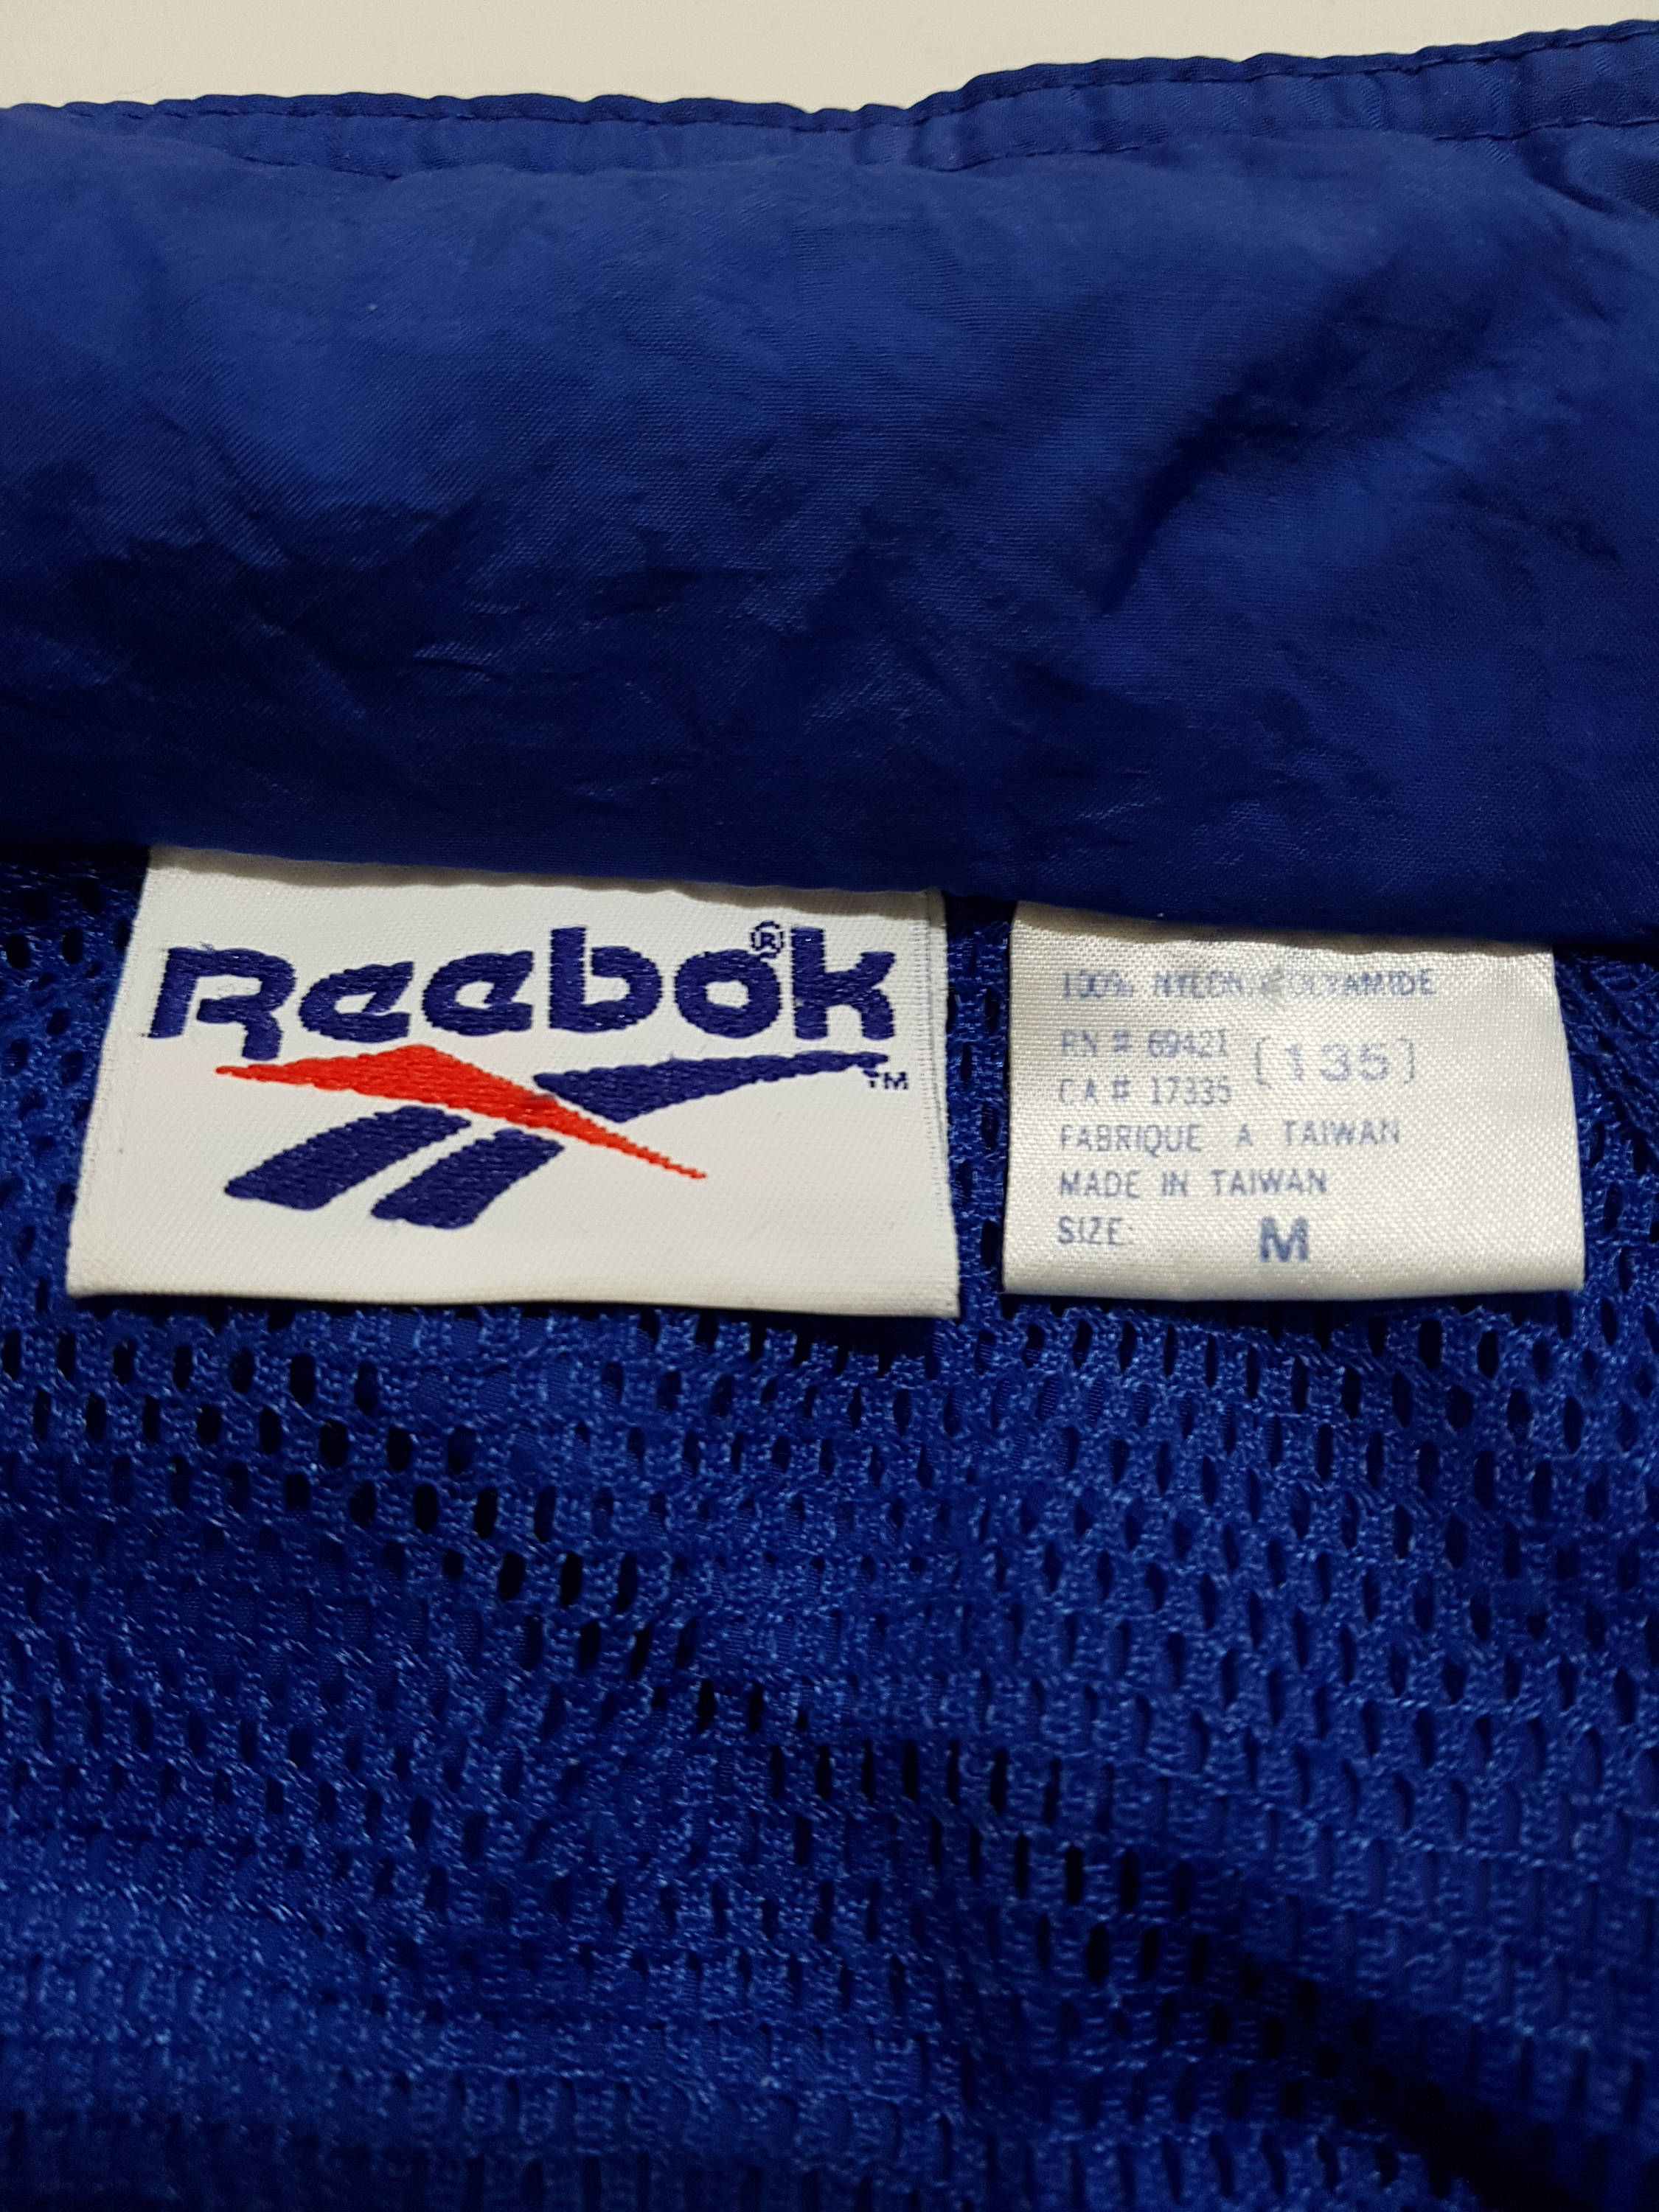 Reebok®
TM
100% NYLON, POLYAMIDE
RN # 69421
[135]
CA # 17335
FABRIQUE A TAIWAN
MADE IN TAIWAN
SIZE: M